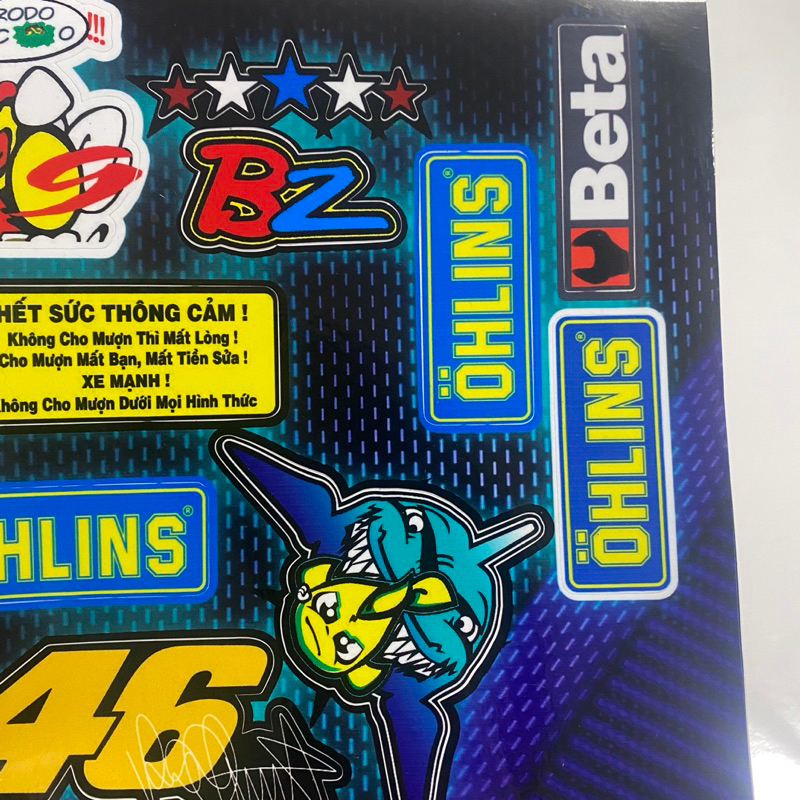 RODO
C O !!!
BZ
ÖHLINS®
Beta
ÖHLINS®
HẾT SỨC THÔNG CẢM !
Không Cho Mượn Thì Mất Lòng !
Cho Mượn Mất Bạn, Mất Tiền Sửa !
XE MẠNH !
Không Cho Mượn Dưới Mọi Hình Thức
HLINS®
46